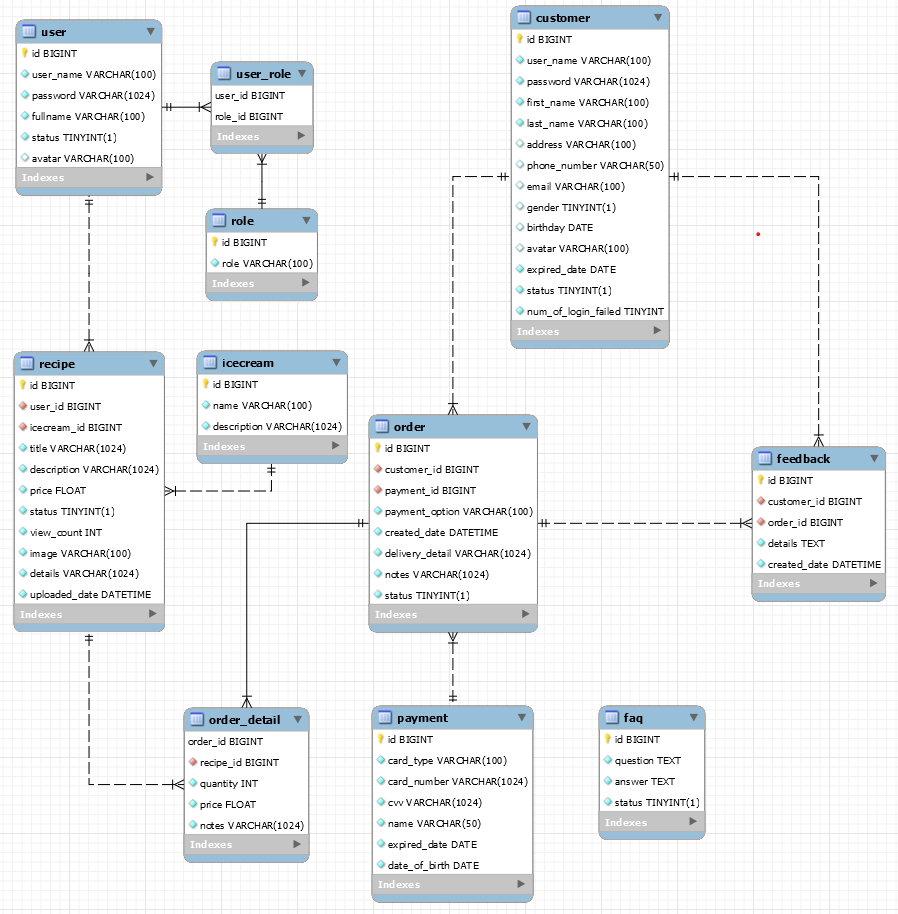 user
id BIGINT
user_name VARCHAR(100)
password VARCHAR(1024)
fullname VARCHAR(100)
status TINYINT(1)
avatar VARCHAR(100)
Indexes
user_role
user_id BIGINT
role_id BIGINT
Indexes
role
id BIGINT
role VARCHAR(100)
Indexes
customer
id BIGINT
user_name VARCHAR(100)
password VARCHAR(1024)
first_name VARCHAR(100)
last_name VARCHAR(100)
address VARCHAR(100)
phone_number VARCHAR(50)
email VARCHAR(100)
gender TINYINT(1)
birthday DATE
avatar VARCHAR(100)
expired_date DATE
status TINYINT(1)
num_of_login_failed TINYINT
Indexes
recipe
id BIGINT
user_id BIGINT
icecream_id BIGINT
title VARCHAR(1024)
description VARCHAR(1024)
price FLOAT
status TINYINT(1)
view_count INT
image VARCHAR(100)
details VARCHAR(1024)
uploaded_date DATETIME
Indexes
icecream
id BIGINT
name VARCHAR(100)
description VARCHAR(1024)
Indexes
order
id BIGINT
customer_id BIGINT
payment_id BIGINT
payment_option VARCHAR(100)
created_date DATETIME
delivery_detail VARCHAR(1024)
notes VARCHAR(1024)
status TINYINT(1)
Indexes
feedback
id BIGINT
customer_id BIGINT
order_id BIGINT
details TEXT
created_date DATETIME
Indexes
order_detail
order_id BIGINT
recipe_id BIGINT
quantity INT
price FLOAT
notes VARCHAR(1024)
Indexes
payment
id BIGINT
card_type VARCHAR(100)
card_number VARCHAR(1024)
cvv VARCHAR(1024)
name VARCHAR(50)
expired_date DATE
date_of_birth DATE
Indexes
faq
id BIGINT
question TEXT
answer TEXT
status TINYINT(1)
Indexes